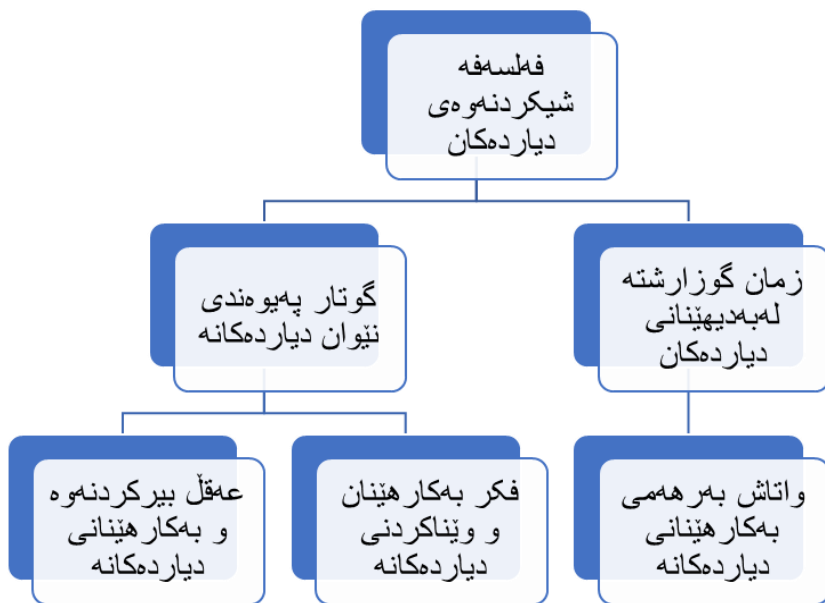 فەلسەفە
شیکردنەوەی
دیاردەکان
زمان گوزارشتە
لەبەدیهێنانی
دیاردەکان
گوتار پەیوەندی
نێوان دیاردەکانە
واتاش بەرهەمی
بەکارهێنانی
دیاردەکانە
فکر بەکارهێنان
و وێناکردنی
دیاردەکانە
عەقڵ بیرکردنەوە
و بەکارهێنانی
دیاردەکانە